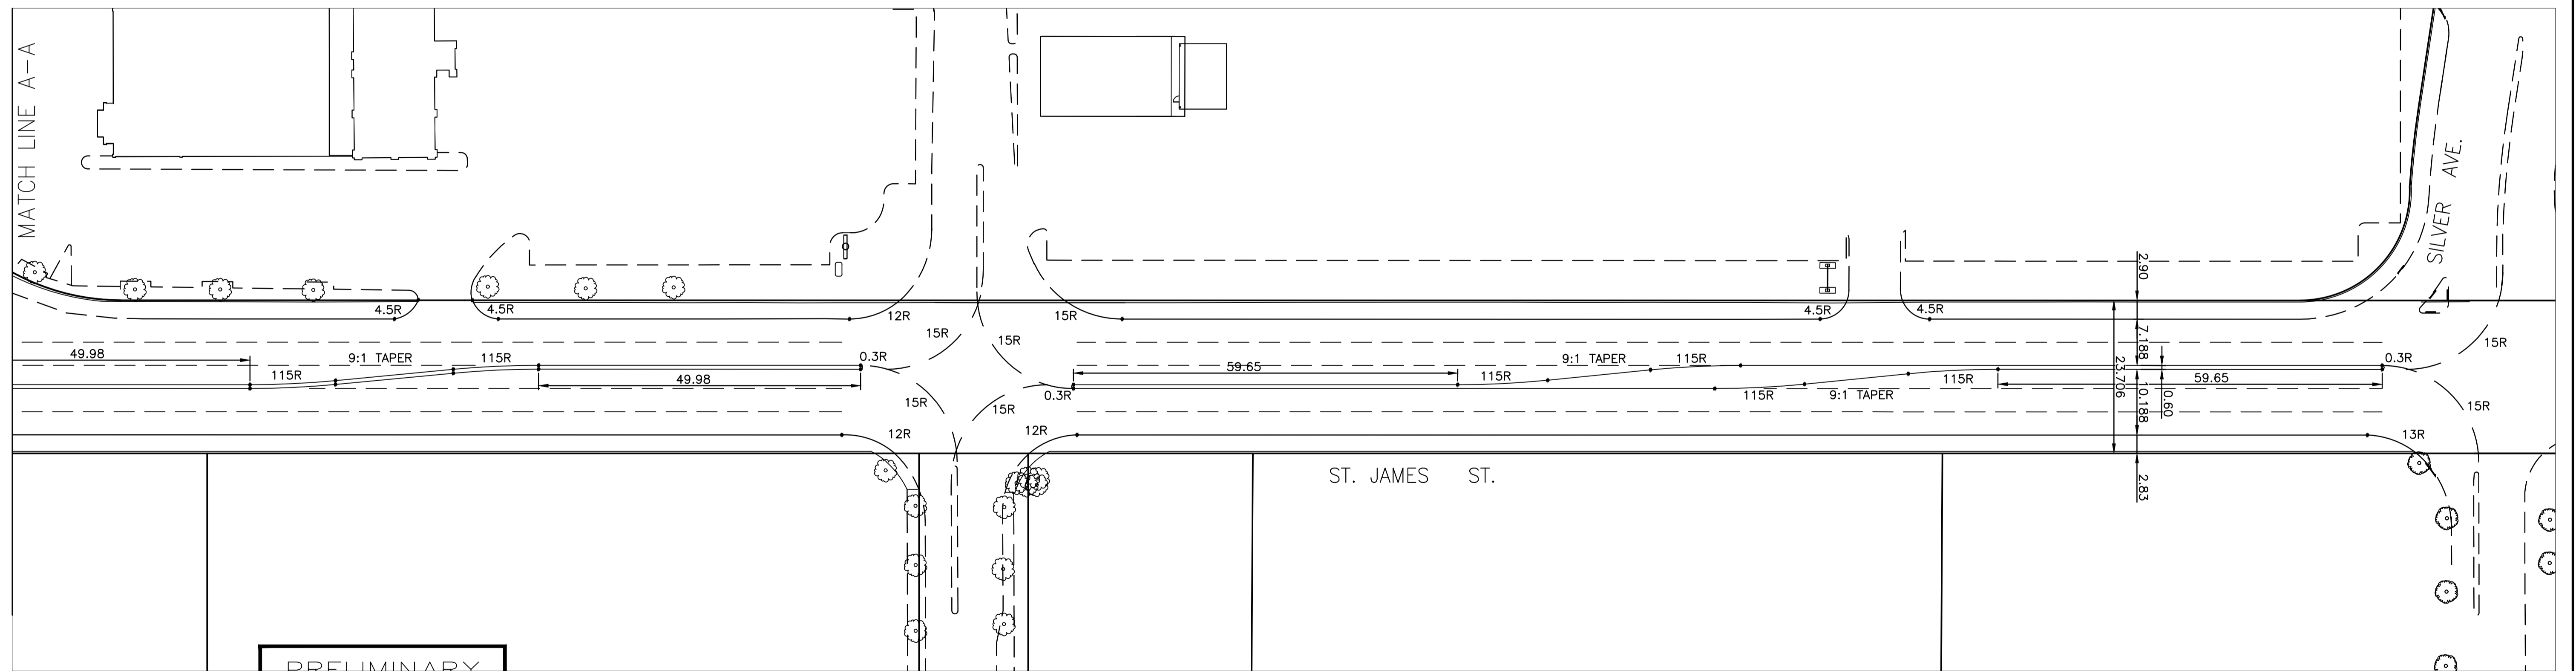 MATCH LINE A-A
SILVER AVE.
2.90
4.5R
4.5R
12R
15R
4.5R
4.5R
15R
15R
7.188
15R
49.98
9:1 TAPER
115R
0.3R
9:1 TAPER
115R
0.3R
115R
49.98
59.65
115R
23.706
59.65
0.3R
115R
9:1 TAPER
115R
10.188
0.60
15R
15R
15R
12R
12R
13R
ST. JAMES ST.
2.83
PRELIMINARY